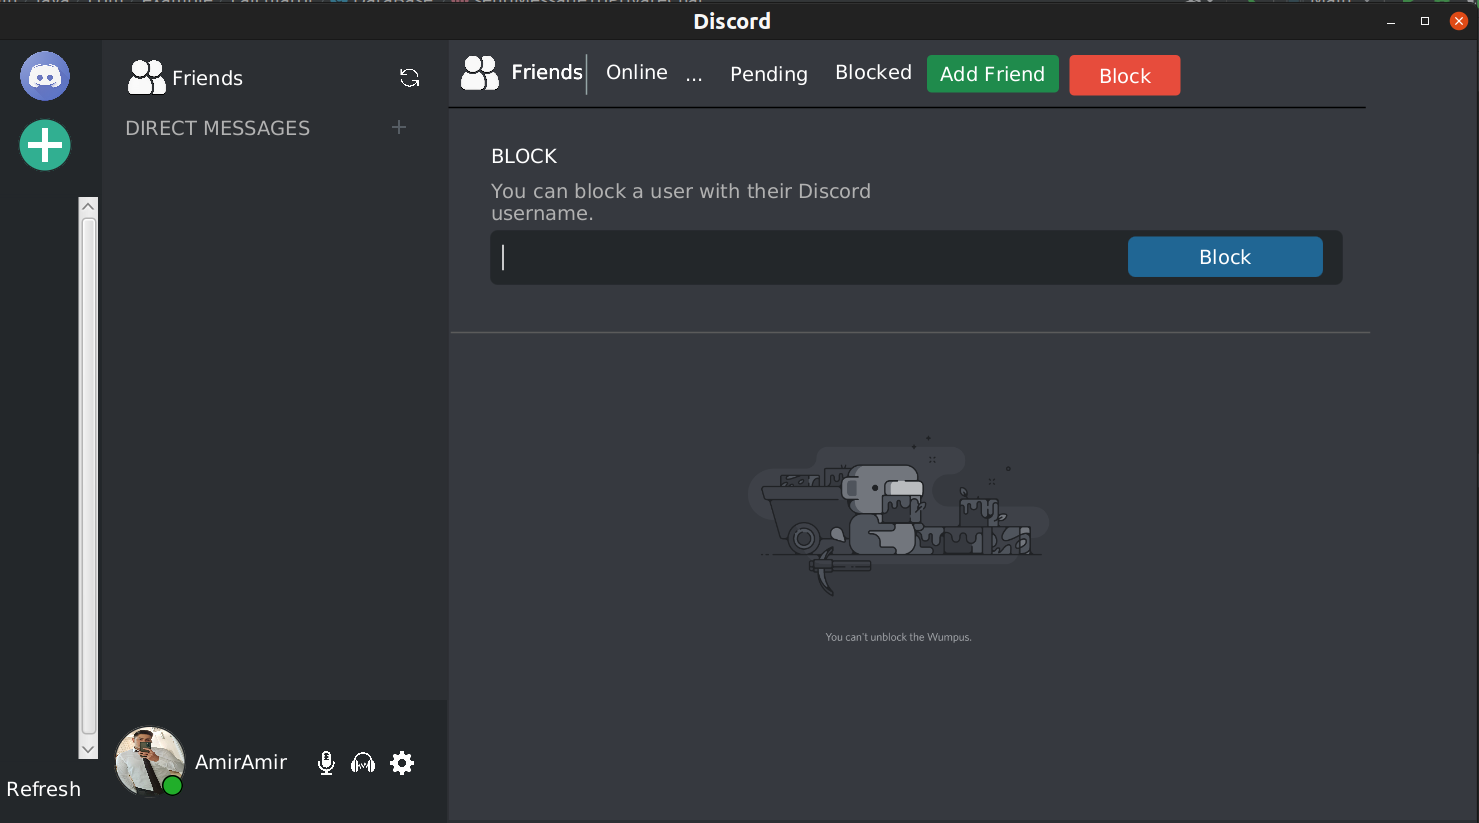 Discord
Friends
DIRECT MESSAGES
Friends
Online
...
Pending
Blocked
Add Friend
Block
BLOCK
You can block a user with their Discord
username.
Block
You can't unblock the Wumpus.
AmirAmir
Refresh